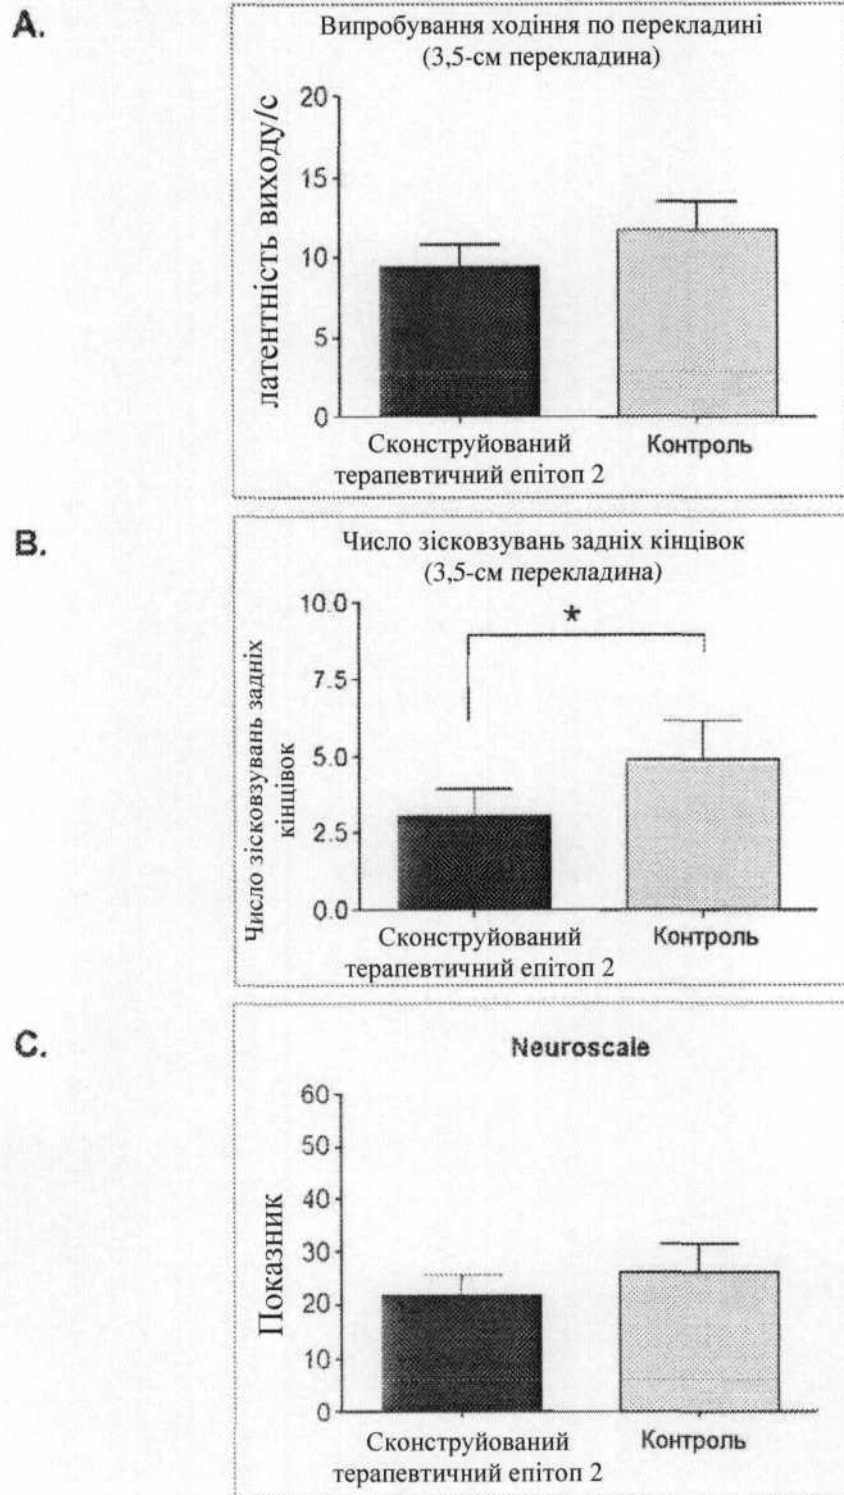 A.
Випробування ходіння по перекладині
(3,5-см перекладина)
латентність виходу/с
20
15
10
5
0
Сконструйований
терапевтичний епітоп 2
Контроль
B.
Число зісковзувань задніх кінцівок
(3,5-см перекладина)
Число зісковзувань задніх
кінцівок
10.0
7.5
5.0
2.5
0.0
*
Сконструйований
терапевтичний епітоп 2
Контроль
C.
Neuroscale
Показник
60
50
40
30
20
10
0
Сконструйований
терапевтичний епітоп 2
Контроль